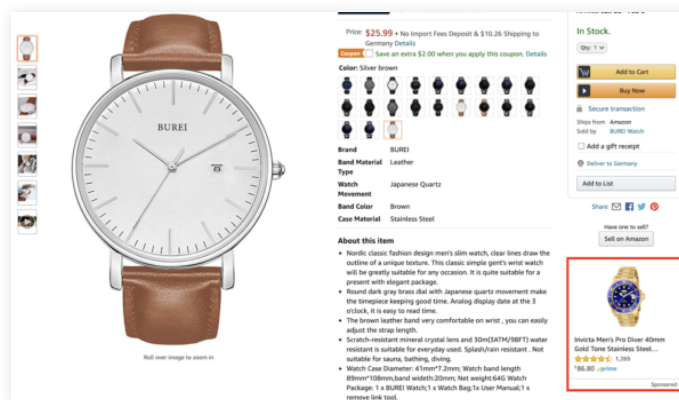 Price: $25.99 • No Import Fees Deposit & $10.26 Shipping to
Germany Details
Coupon Save an extra $2.00 when you apply this coupon. Details
Color: Silver brown
Brand BUREI
Band Material Leather
Type
Watch Japanese Quartz
Movement
Band Color Brown
Case Material Stainless Steel
About this item
• Nordic classic fashion design men's slim watch, clear lines draw the
outline of a unique texture. This classic simple gent's wrist watch
will be greatly suitable for any occasion. It is quite suitable for a
present with elegant package.
• Round dark gray brass dial with Japanese quartz movement make
the timepiece keeping good time. Analog display date at the 3
o'clock, it is easy to read time.
• The brown leather band very comfortable on wrist , you can easily
adjust the strap length.
• Scratch-resistant mineral crystal lens and 30m(3ATM/98FT) water
resistant is suitable for everyday used. Splash/rain resistant . Not
suitable for sauna, bathing, diving.
• Watch Case Diameter: 41mm*7.2mm; Watch band length
89mm*108mm,band wideth:20mm; Net weight:64G Watch
Package: 1 x BUREI Watch;1 x Watch Bag;1x User Manual;1 x
remove link tool.
BUREI
Roll over image to zoom in
In Stock.
Qty: 1
Add to Cart
Buy Now
Secure transaction
Ships from Amazon
Sold by BUREI Watch
Add a gift receipt
Deliver to Germany
Add to List
Share
Have one to sell?
Sell on Amazon
Invicta Men's Pro Diver 40mm
Gold Tone Stainless Steel...
1,269
$86.80 prime
Sponsored